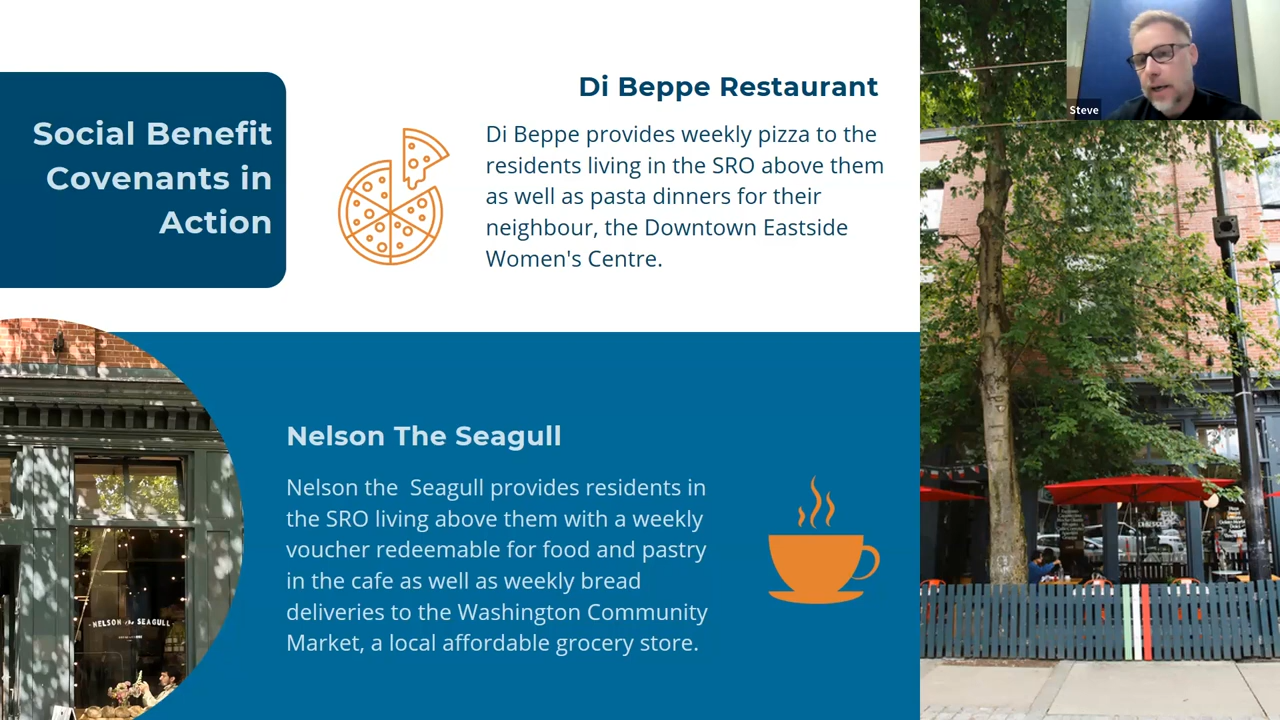 Social Benefit
Covenants in
Action
Di Beppe Restaurant
Di Beppe provides weekly pizza to the
residents living in the SRO above them
as well as pasta dinners for their
neighbour, the Downtown Eastside
Women's Centre.
Steve
Nelson The Seagull
Nelson the  Seagull provides residents in
the SRO living above them with a weekly
voucher redeemable for food and pastry
in the cafe as well as weekly bread
deliveries to the Washington Community
Market, a local affordable grocery store.
NELSON the SEAGULL